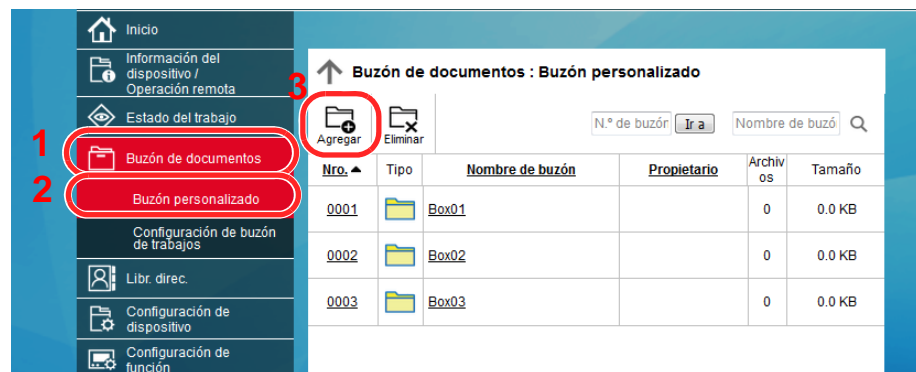 Inicio
Información del
dispositivo /
Operación remota
Estado del trabajo
1
Buzón de documentos
2
Buzón personalizado
Configuración de buzón
de trabajos
Libr. direc.
Configuración de
dispositivo
Configuración de
función
Buzón de documentos : Buzón personalizado
3
Agregar
Eliminar
N.º de buzón Ir a Nombre de buzó
Nro. Tipo Nombre de buzón Propietario Archiv
os Tamaño
0001 Box01 0 0.0 KB
0002 Box02 0 0.0 KB
0003 Box03 0 0.0 KB